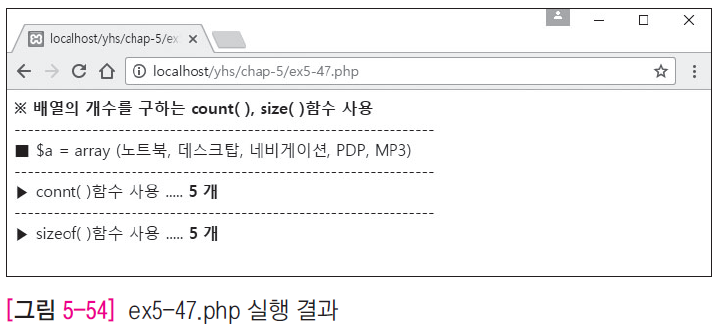 localhost/yhs/chap-5/ex
localhost/yhs/chap-5/ex5-47.php
※ 배열의 개수를 구하는 count( ), size( )함수 사용
---------------------------------------------------------------
■ $a = array (노트북, 데스크탑, 네비게이션, PDP, MP3)
---------------------------------------------------------------
▶ connt( )함수 사용 ..... 5 개
---------------------------------------------------------------
▶ sizeof( )함수 사용 ..... 5 개
[그림 5-54] ex5-47.php 실행 결과